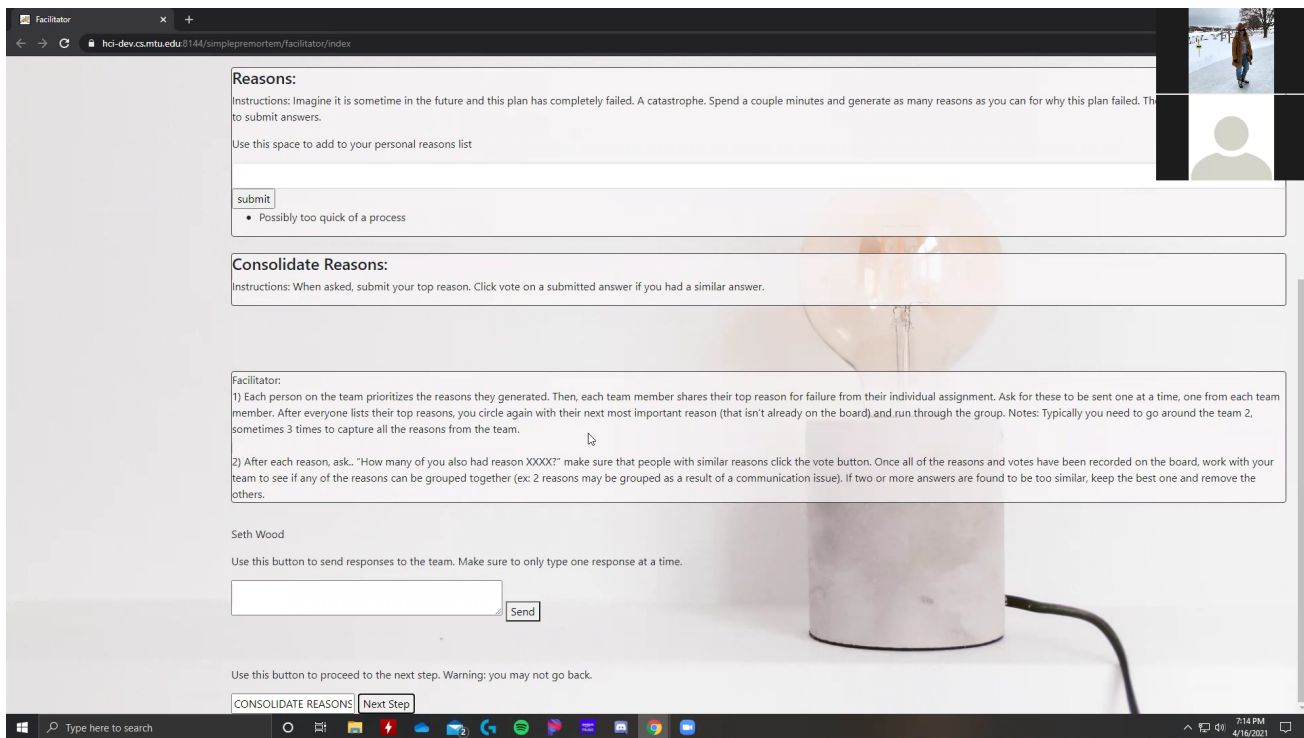 Facilitator
hci-dev.cs.mtu.edu:8144/simplepremortem/facilitator/index
Reasons:
Instructions: Imagine it is sometime in the future and this plan has completely failed. A catastrophe. Spend a couple minutes and generate as many reasons as you can for why this plan failed.
to submit answers.
Use this space to add to your personal reasons list
submit
• Possibly too quick of a process
Consolidate Reasons:
Instructions: When asked, submit your top reason. Click vote on a submitted answer if you had a similar answer.
Facilitator:
1) Each person on the team prioritizes the reasons they generated. Then, each team member shares their top reason for failure from their individual assignment. Ask for these to be sent one at a time, one from each team
member. After everyone lists their top reasons, you circle again with their next most important reason (that isn't already on the board) and run through the group. Notes: Typically you need to go around the team 2,
sometimes 3 times to capture all the reasons from the team.
2) After each reason, ask.. "How many of you also had reason XXXX?" make sure that people with similar reasons click the vote button. Once all of the reasons and votes have been recorded on the board, work with your
team to see if any of the reasons can be grouped together (ex: 2 reasons may be grouped as a result of a communication issue). If two or more answers are found to be too similar, keep the best one and remove the
others.
Seth Wood
Use this button to send responses to the team. Make sure to only type one response at a time.
Send
Use this button to proceed to the next step. Warning: you may not go back.
CONSOLIDATE REASONS Next Step
Type here to search
7:14 PM
4/16/2021